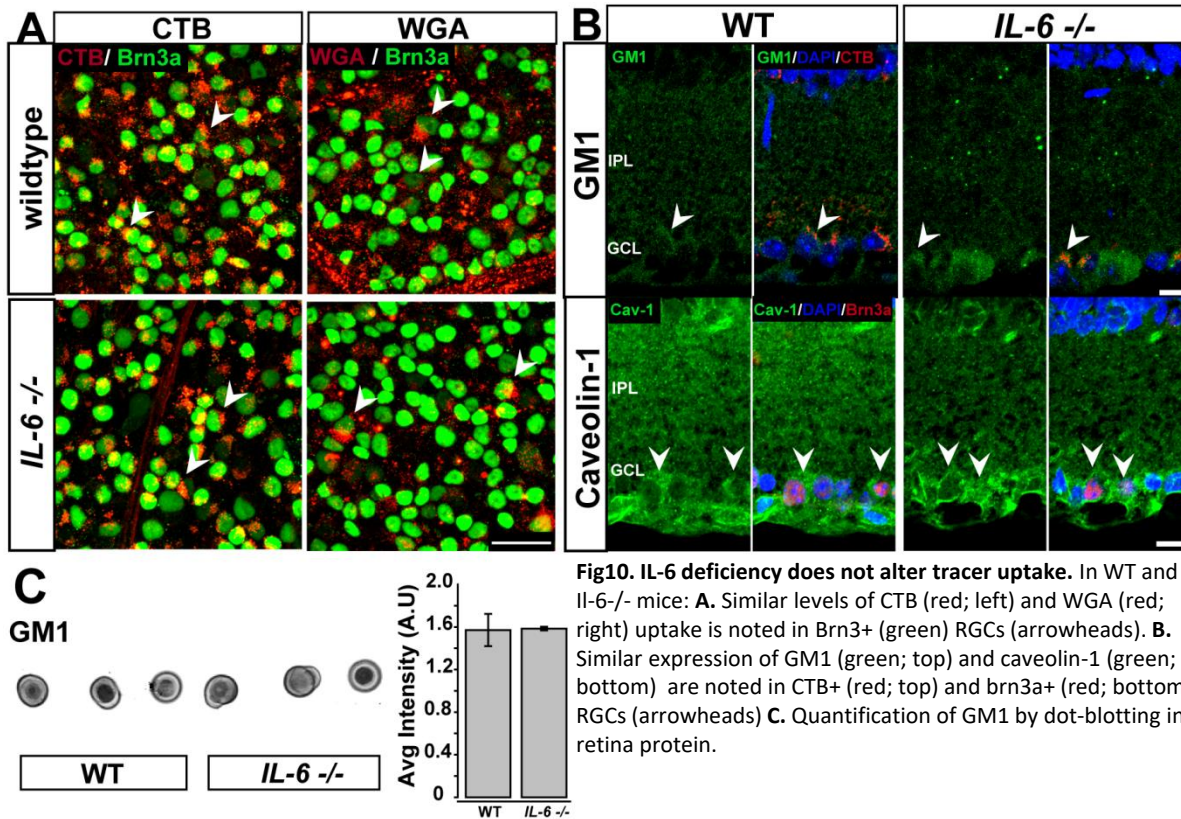 A
CTB
WGA
wildtype
CTB/ Brn3a
WGA / Brn3a
IL-6 -/-
B
WT
IL-6 -/-
GM1
GM1
GM1/DAPI/CTB
IPL
GCL
Caveolin-1
Cav-1
Cav-1/DAPI/Brn3a
IPL
GCL
C
GM1
WT
IL-6 -/-
Avg Intensity (A.U)
2.0
1.6
1.2
0.8
0.4
0
WT
IL-6 -/-
Fig10. IL-6 deficiency does not alter tracer uptake. In WT and
Il-6-/- mice: A. Similar levels of CTB (red; left) and WGA (red;
right) uptake is noted in Brn3+ (green) RGCs (arrowheads). B.
Similar expression of GM1 (green; top) and caveolin-1 (green;
bottom) are noted in CTB+ (red; top) and brn3a+ (red; bottom
RGCs (arrowheads) C. Quantification of GM1 by dot-blotting in
retina protein.